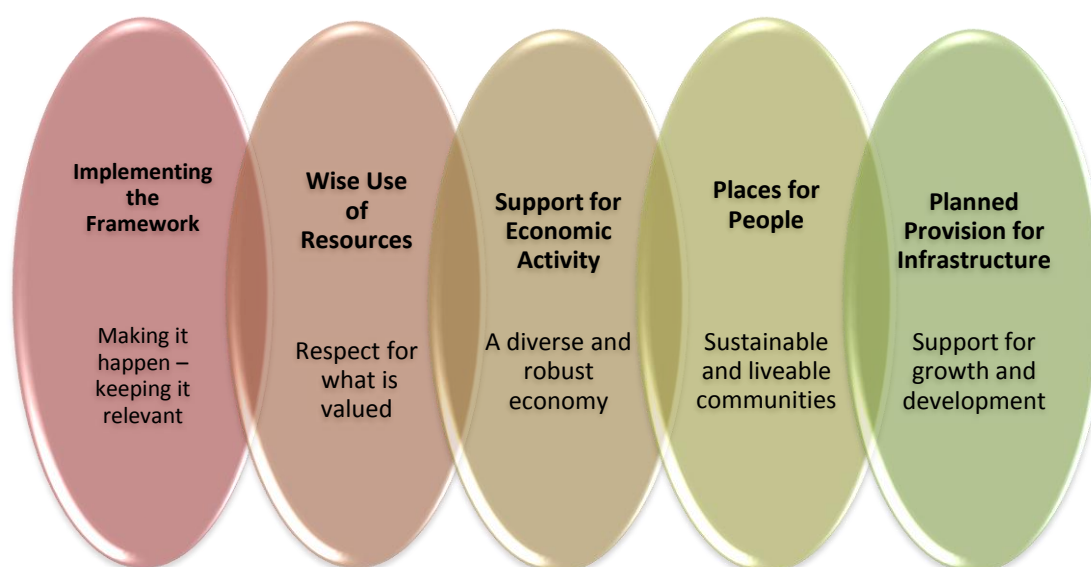 Implementing
the
Framework
Making it
happen –
keeping it
relevant
Wise Use
of
Resources
Respect for
what is
valued
Support for
Economic
Activity
A diverse and
robust
economy
Places for
People
Sustainable
and liveable
communities
Planned
Provision for
Infrastructure
Support for
growth and
development